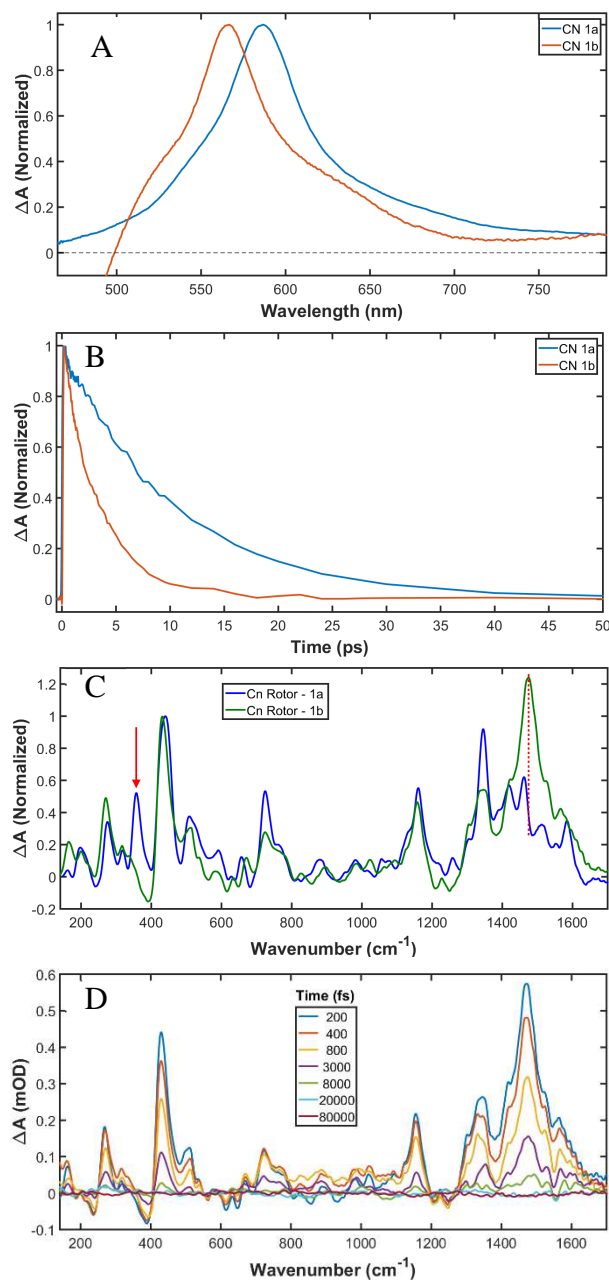 A
CN 1a
CN 1b
ΔA (Normalized)
1
0.8
0.6
0.4
0.2
0
500 550 600 650 700 750
Wavelength (nm)
B
CN 1a
CN 1b
ΔA (Normalized)
1
0.8
0.6
0.4
0.2
0
0 5 10 15 20 25 30 35 40 45 50
Time (ps)
C
Cn Rotor - 1a
Cn Rotor - 1b
ΔA (Normalized)
1.2
1
0.8
0.6
0.4
0.2
0
-0.2
200 400 600 800 1000 1200 1400 1600
Wavenumber (cm⁻¹)
D
Time (fs)
200
400
800
3000
8000
20000
80000
ΔA (mOD)
0.6
0.5
0.4
0.3
0.2
0.1
0
-0.1
200 400 600 800 1000 1200 1400 1600
Wavenumber (cm⁻¹)